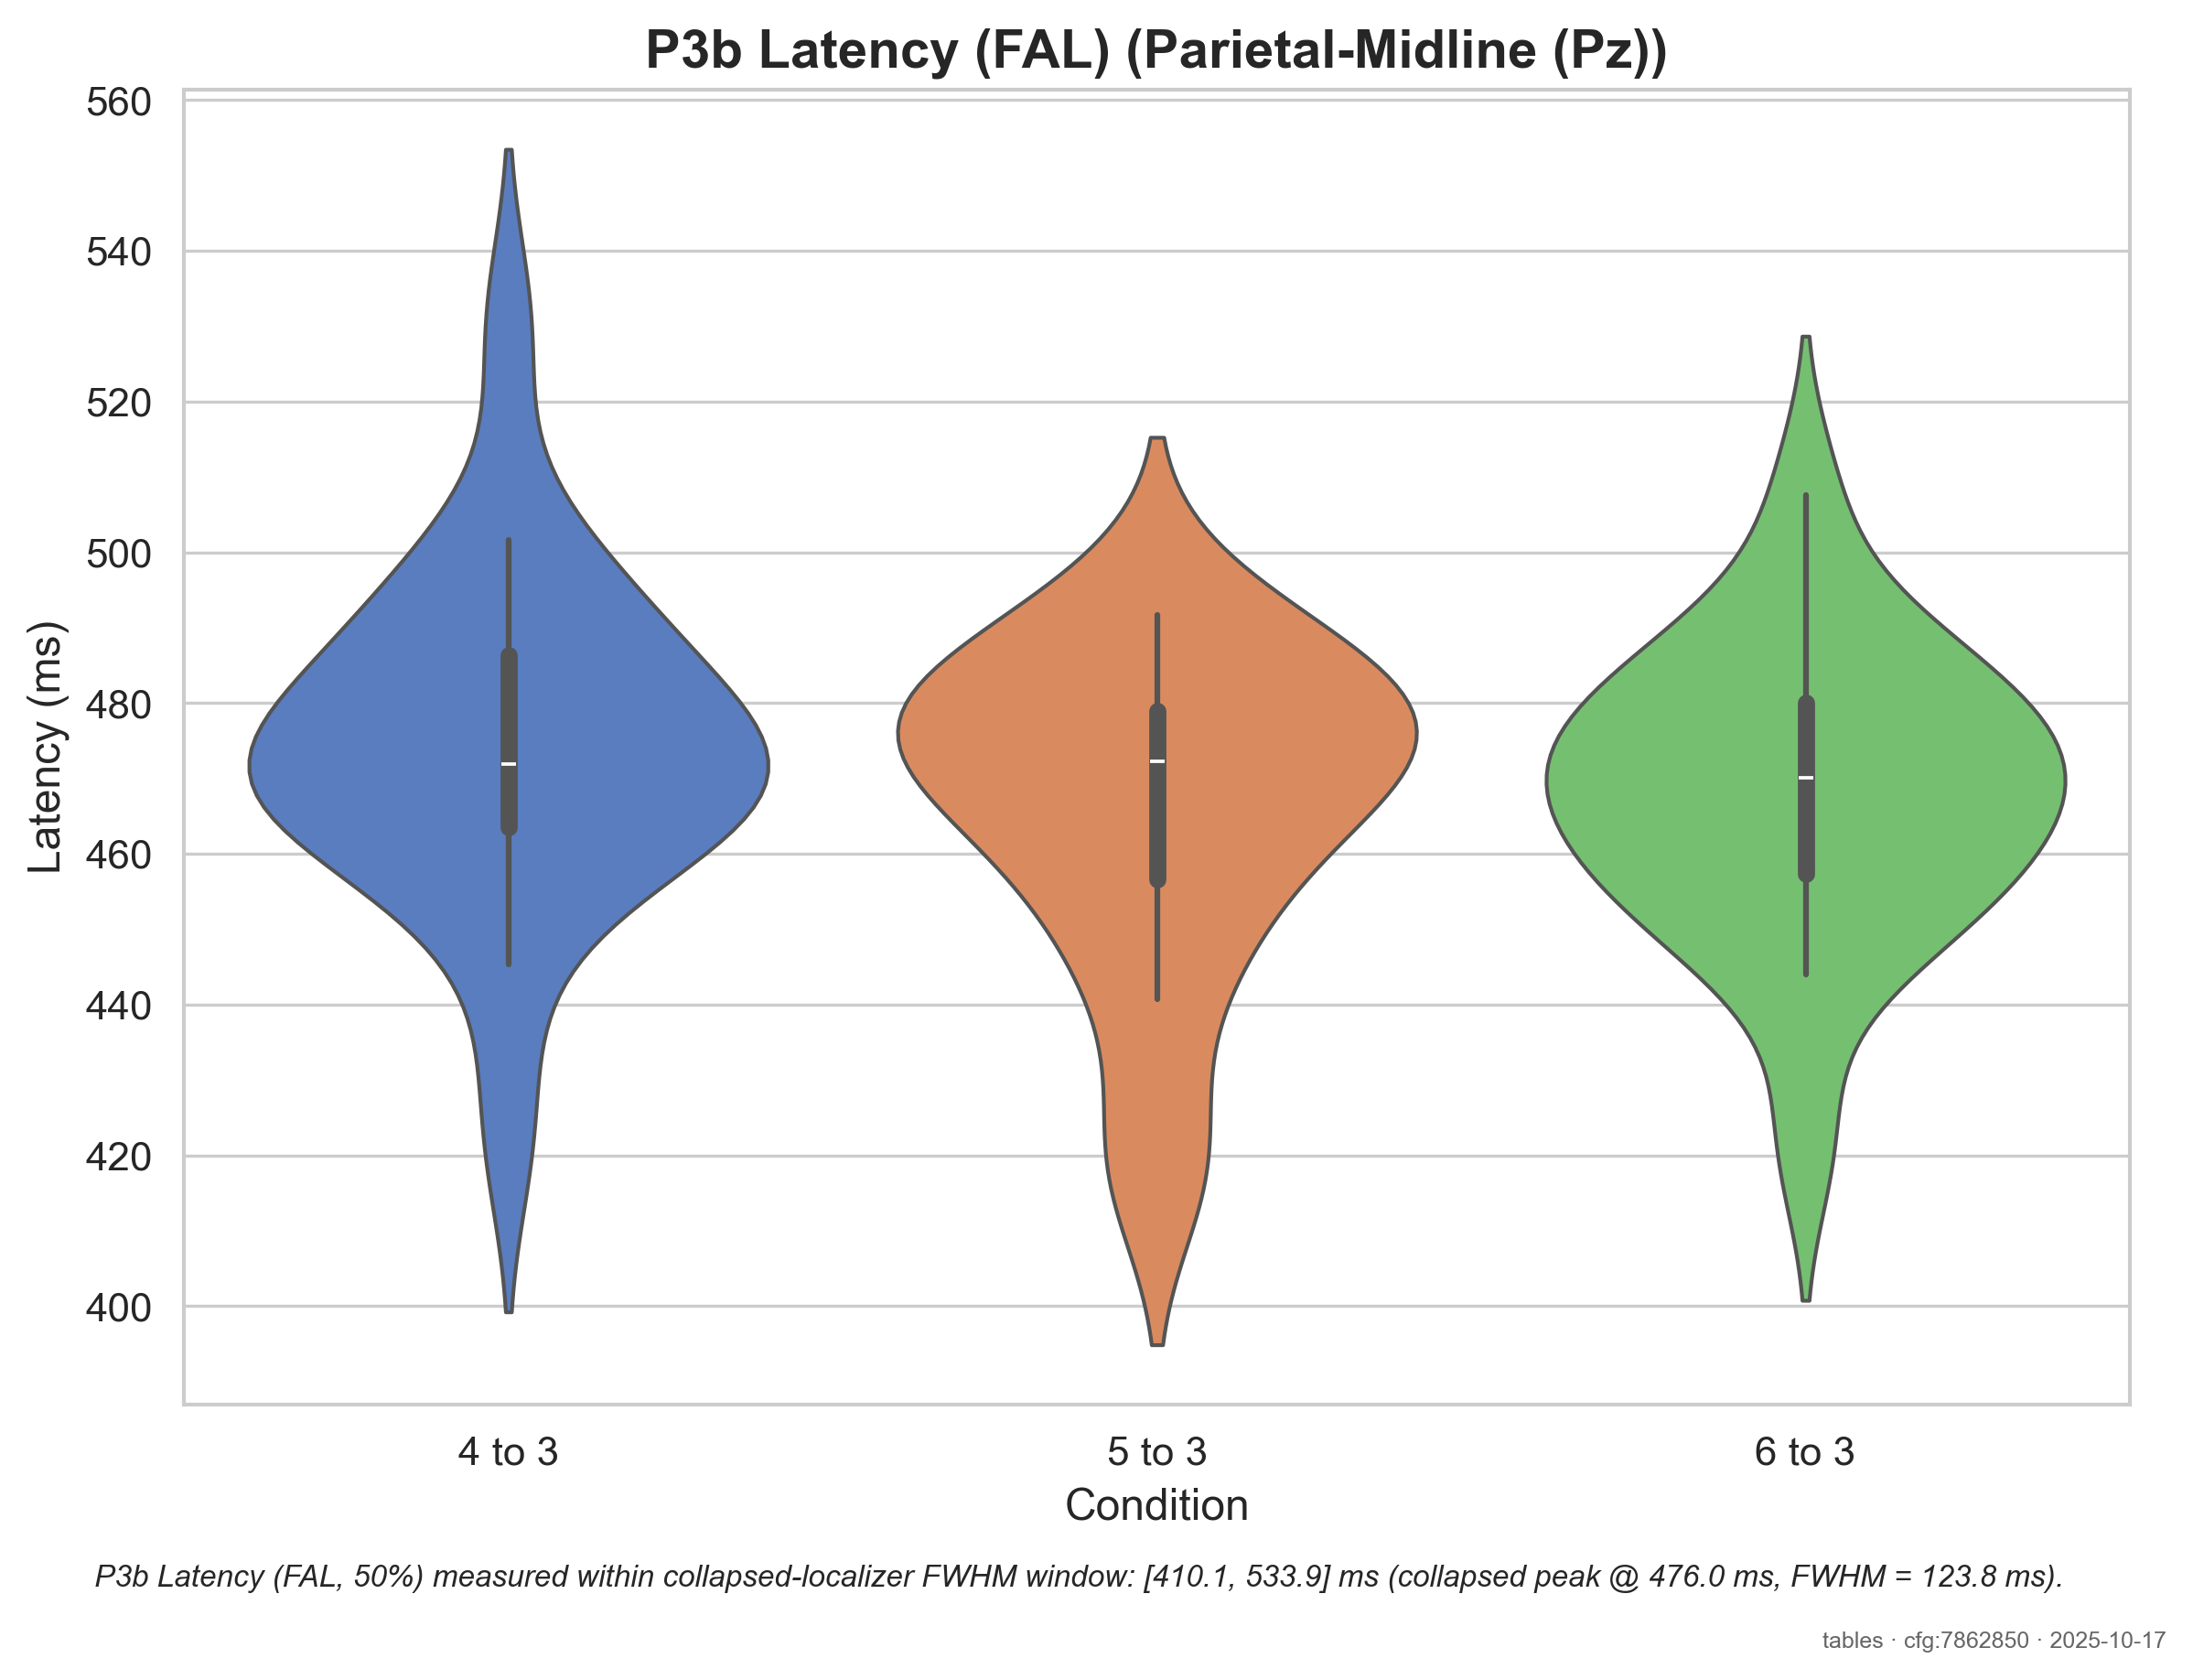 P3b Latency (FAL) (Parietal-Midline (Pz))
Latency (ms)
560
540
520
500
480
460
440
420
400
4 to 3
5 to 3
6 to 3
Condition
P3b Latency (FAL, 50%) measured within collapsed-localizer FWHM window: [410.1, 533.9] ms (collapsed peak @ 476.0 ms, FWHM = 123.8 ms).
tables · cfg:7862850 · 2025-10-17